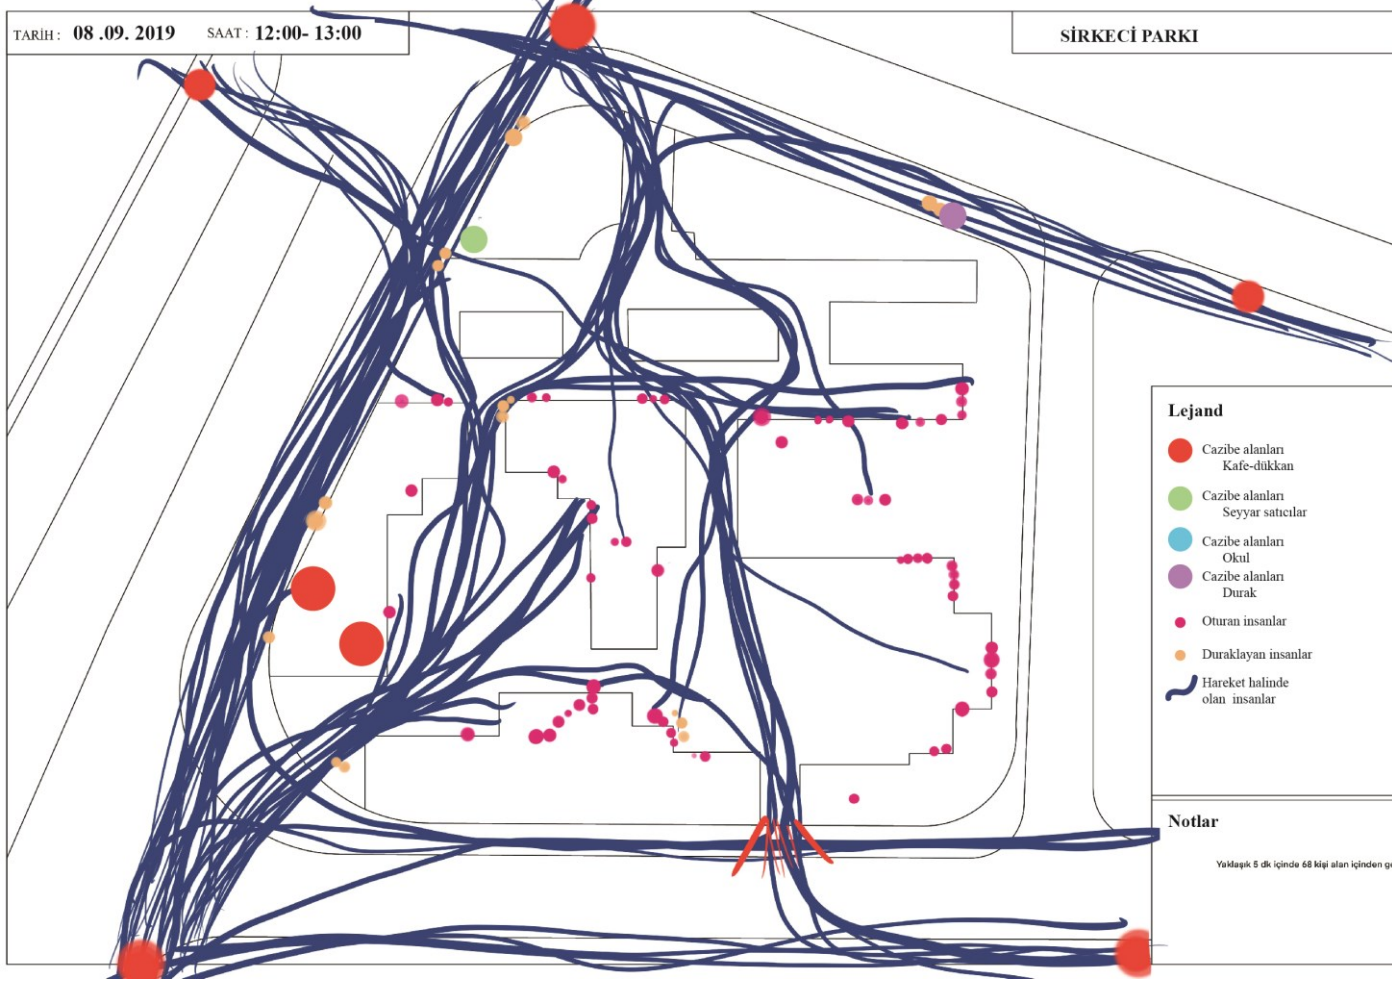 TARİH : 08 .09. 2019 SAAT : 12:00- 13:00
SİRKECİ PARKI
Lejand
Cazibe alanları
Kafe-dükkan
Cazibe alanları
Seyyar satıcılar
Cazibe alanları
Okul
Cazibe alanları
Durak
Oturan insanlar
Duraklayan insanlar
Hareket halinde
olan insanlar
Notlar
Yaklaşık 5 dk içinde 68 kişi alan içinden